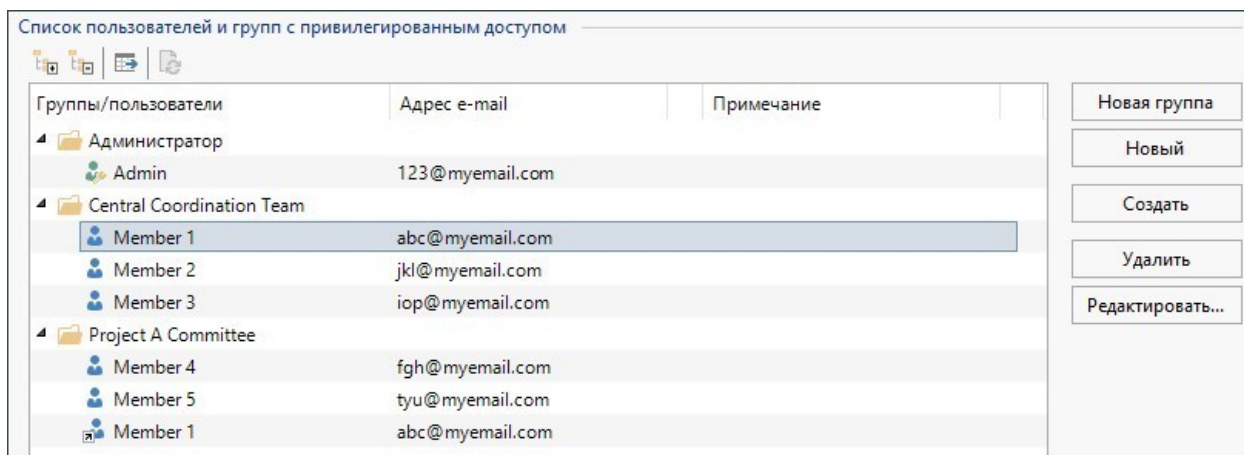 Список пользователей и групп с привилегированным доступом
Группы/пользователи Адрес e-mail Примечание
Администратор
Admin 123@myemail.com
Central Coordination Team
Member 1 abc@myemail.com
Member 2 jkl@myemail.com
Member 3 iop@myemail.com
Project A Committee
Member 4 fgh@myemail.com
Member 5 tyu@myemail.com
Member 1 abc@myemail.com
Новая группа
Новый
Создать
Удалить
Редактировать...